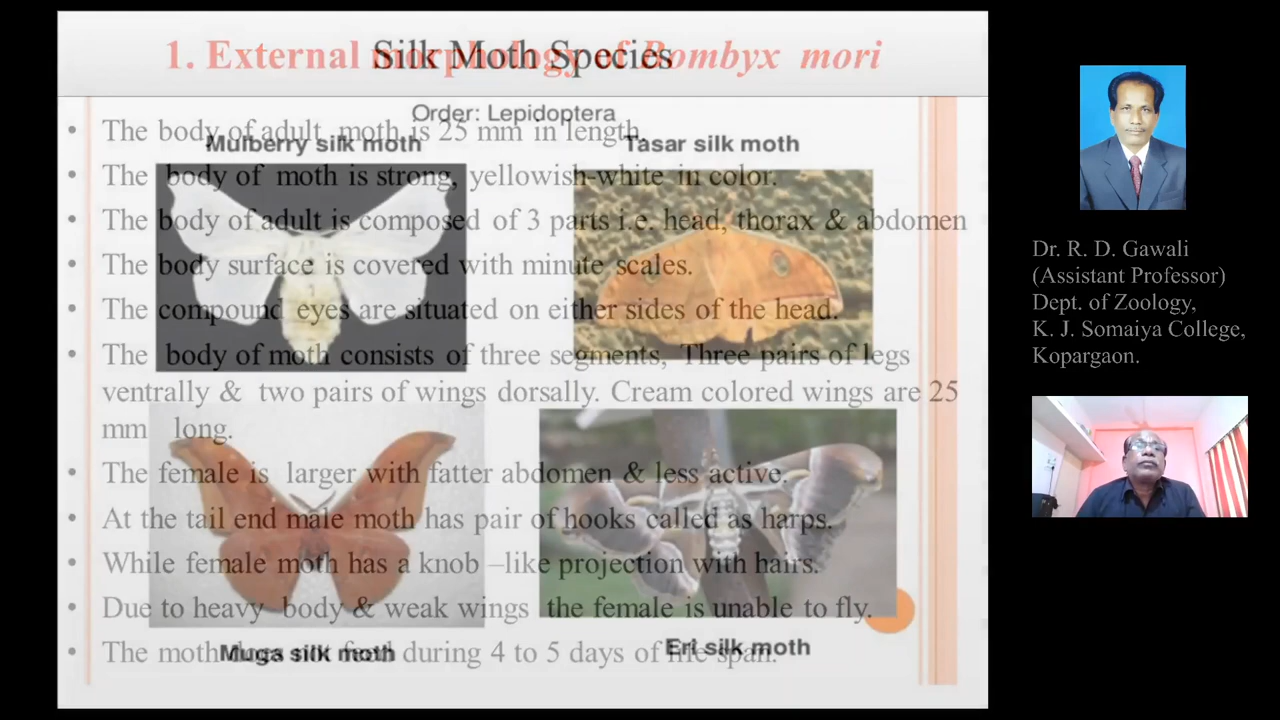 1. External morphology of Bombyx mori
Silk Moth Species
Order: Lepidoptera
• The body of adult moth is 25 mm in length.
Mulberry silk moth
Tasar silk moth
• The body of moth is strong, yellowish-white in color.
• The body of adult is composed of 3 parts i.e. head, thorax & abdomen
• The body surface is covered with minute scales.
• The compound eyes are situated on either sides of the head.
• The body of moth consists of three segments, Three pairs of legs
ventrally & two pairs of wings dorsally. Cream colored wings are 25
mm long.
• The female is larger with fatter abdomen & less active.
• At the tail end male moth has pair of hooks called as harps.
• While female moth has a knob –like projection with hairs.
• Due to heavy body & weak wings the female is unable to fly.
• The moth feed during 4 to 5 days of life span.
Muga silk moth
Eri silk moth
Dr. R. D. Gawali
(Assistant Professor)
Dept. of Zoology,
K. J. Somaiya College,
Kopargaon.